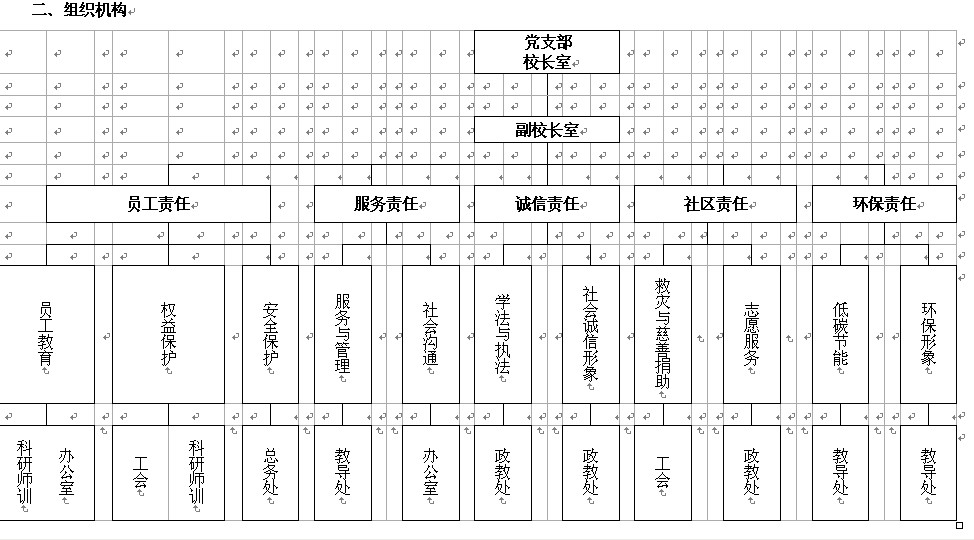 二、组织机构
党支部
校长室
副校长室
员工责任
服务责任
诚信责任
社区责任
环保责任
员工教育
权益保护
安全保护
服务与管理
社会沟通
学法与执法
社会诚信形象
救灾与慈善捐助
志愿服务
低碳节能
环保形象
科研师训
办公室
工会
科研师训
总务处
教导处
办公室
政教处
政教处
工会
政教处
教导处
教导处